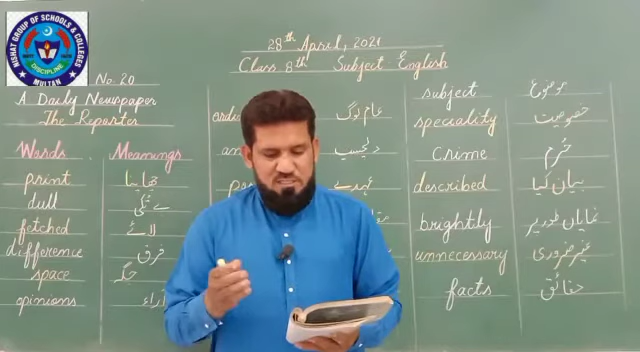 NISHAT GROUP OF SCHOOLS & COLLEGES
DISCIPLINE
MULTAN
28th April, 2021
Class 8th Subject English
No. 20
A Daily Newspaper
The Reporter
Words Meanings
print چھاپنا
dull
fetched لائے
difference فرق
space جگہ
opinions آراء
عام لوگ
دلچسپ
عہدے
subject موضوع
speciality خصوصیت
Crime جرم
described بیان کیا
brightly نمایاں طور پر
unnecessary غیر ضروری
facts حقائق